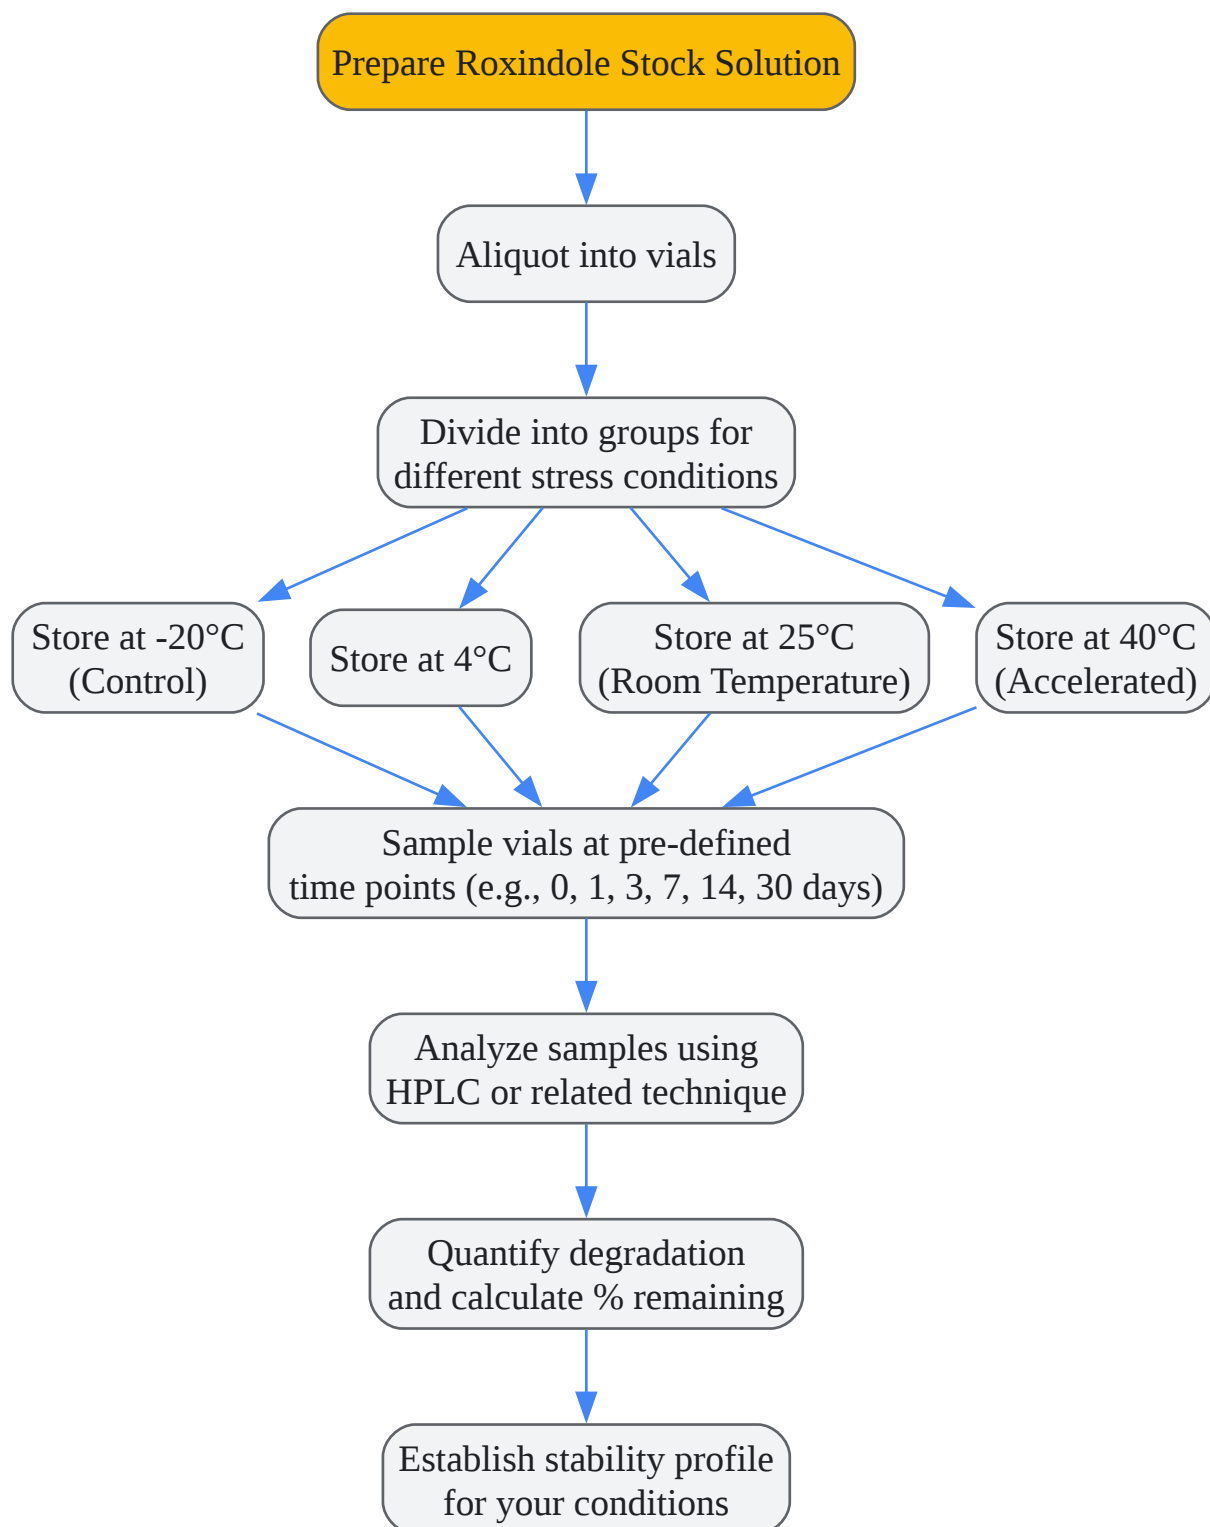 Prepare Roxindole Stock Solution
Aliquot into vials
Divide into groups for
different stress conditions
Store at -20°C
(Control)
Store at 4°C
Store at 25°C
(Room Temperature)
Store at 40°C
(Accelerated)
Sample vials at pre-defined
time points (e.g., 0, 1, 3, 7, 14, 30 days)
Analyze samples using
HPLC or related technique
Quantify degradation
and calculate % remaining
Establish stability profile
for your conditions